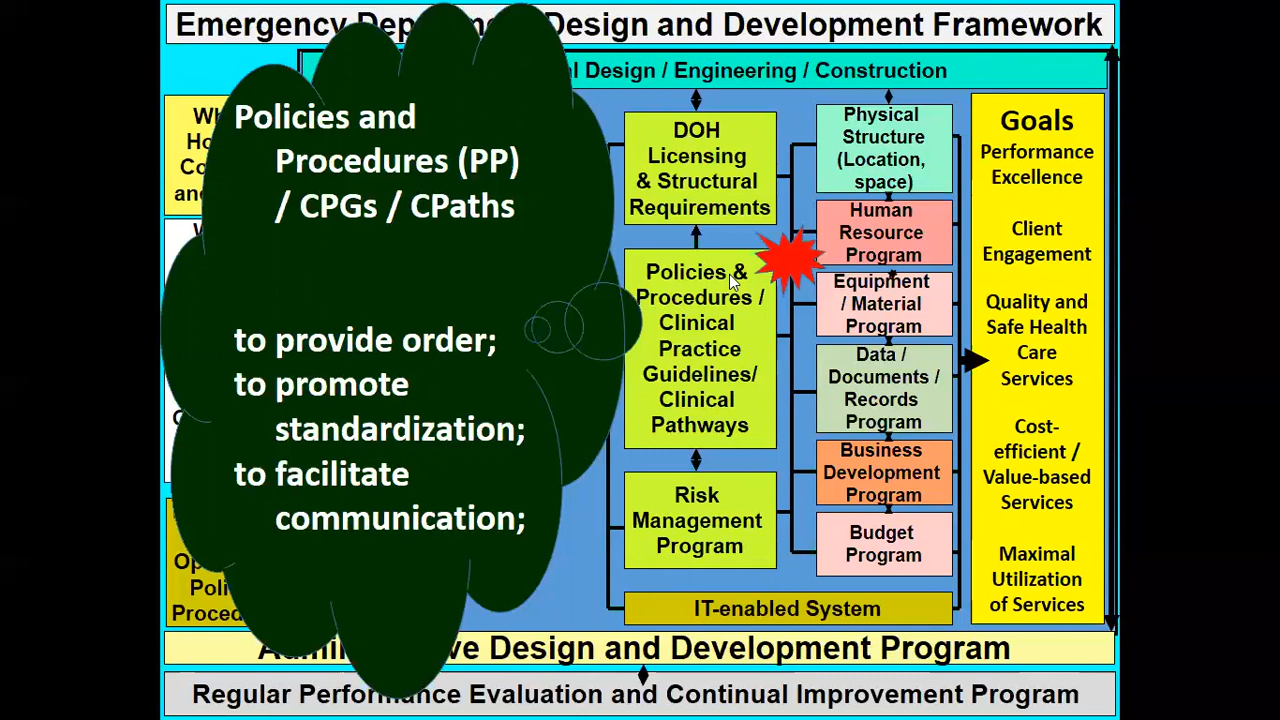 Emergency Design and Development Framework
Design / Engineering / Construction
Policies and
Procedures (PP)
/ CPGs / CPaths
to provide order;
to promote
standardization;
to facilitate
communication;
DOH
Licensing
& Structural
Requirements
Policies &
Procedures /
Clinical
Practice
Guidelines/
Clinical
Pathways
Risk
Management
Program
Physical
Structure
(Location,
space)
Human
Resource
Program
Equipment
/ Material
Program
Data /
Documents /
Records
Program
Business
Development
Program
Budget
Program
IT-enabled System
Goals
Performance
Excellence
Client
Engagement
Quality and
Safe Health
Care
Services
Cost-
efficient /
Value-based
Services
Maximal
Utilization
of Services
Design and Development Program
Regular Performance Evaluation and Continual Improvement Program